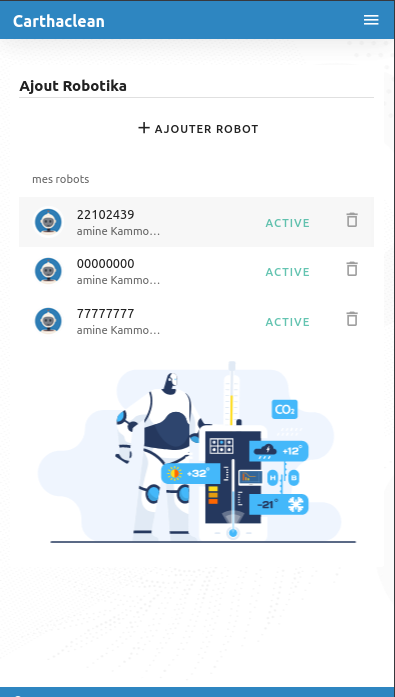 Carthaclean
Ajout Robotika
AJOUTER ROBOT
mes robots
22102439
amine Kammo...
ACTIVE
00000000
amine Kammo...
ACTIVE
77777777
amine Kammo...
ACTIVE
CO₂
+12°
+32°
H
B
-21°